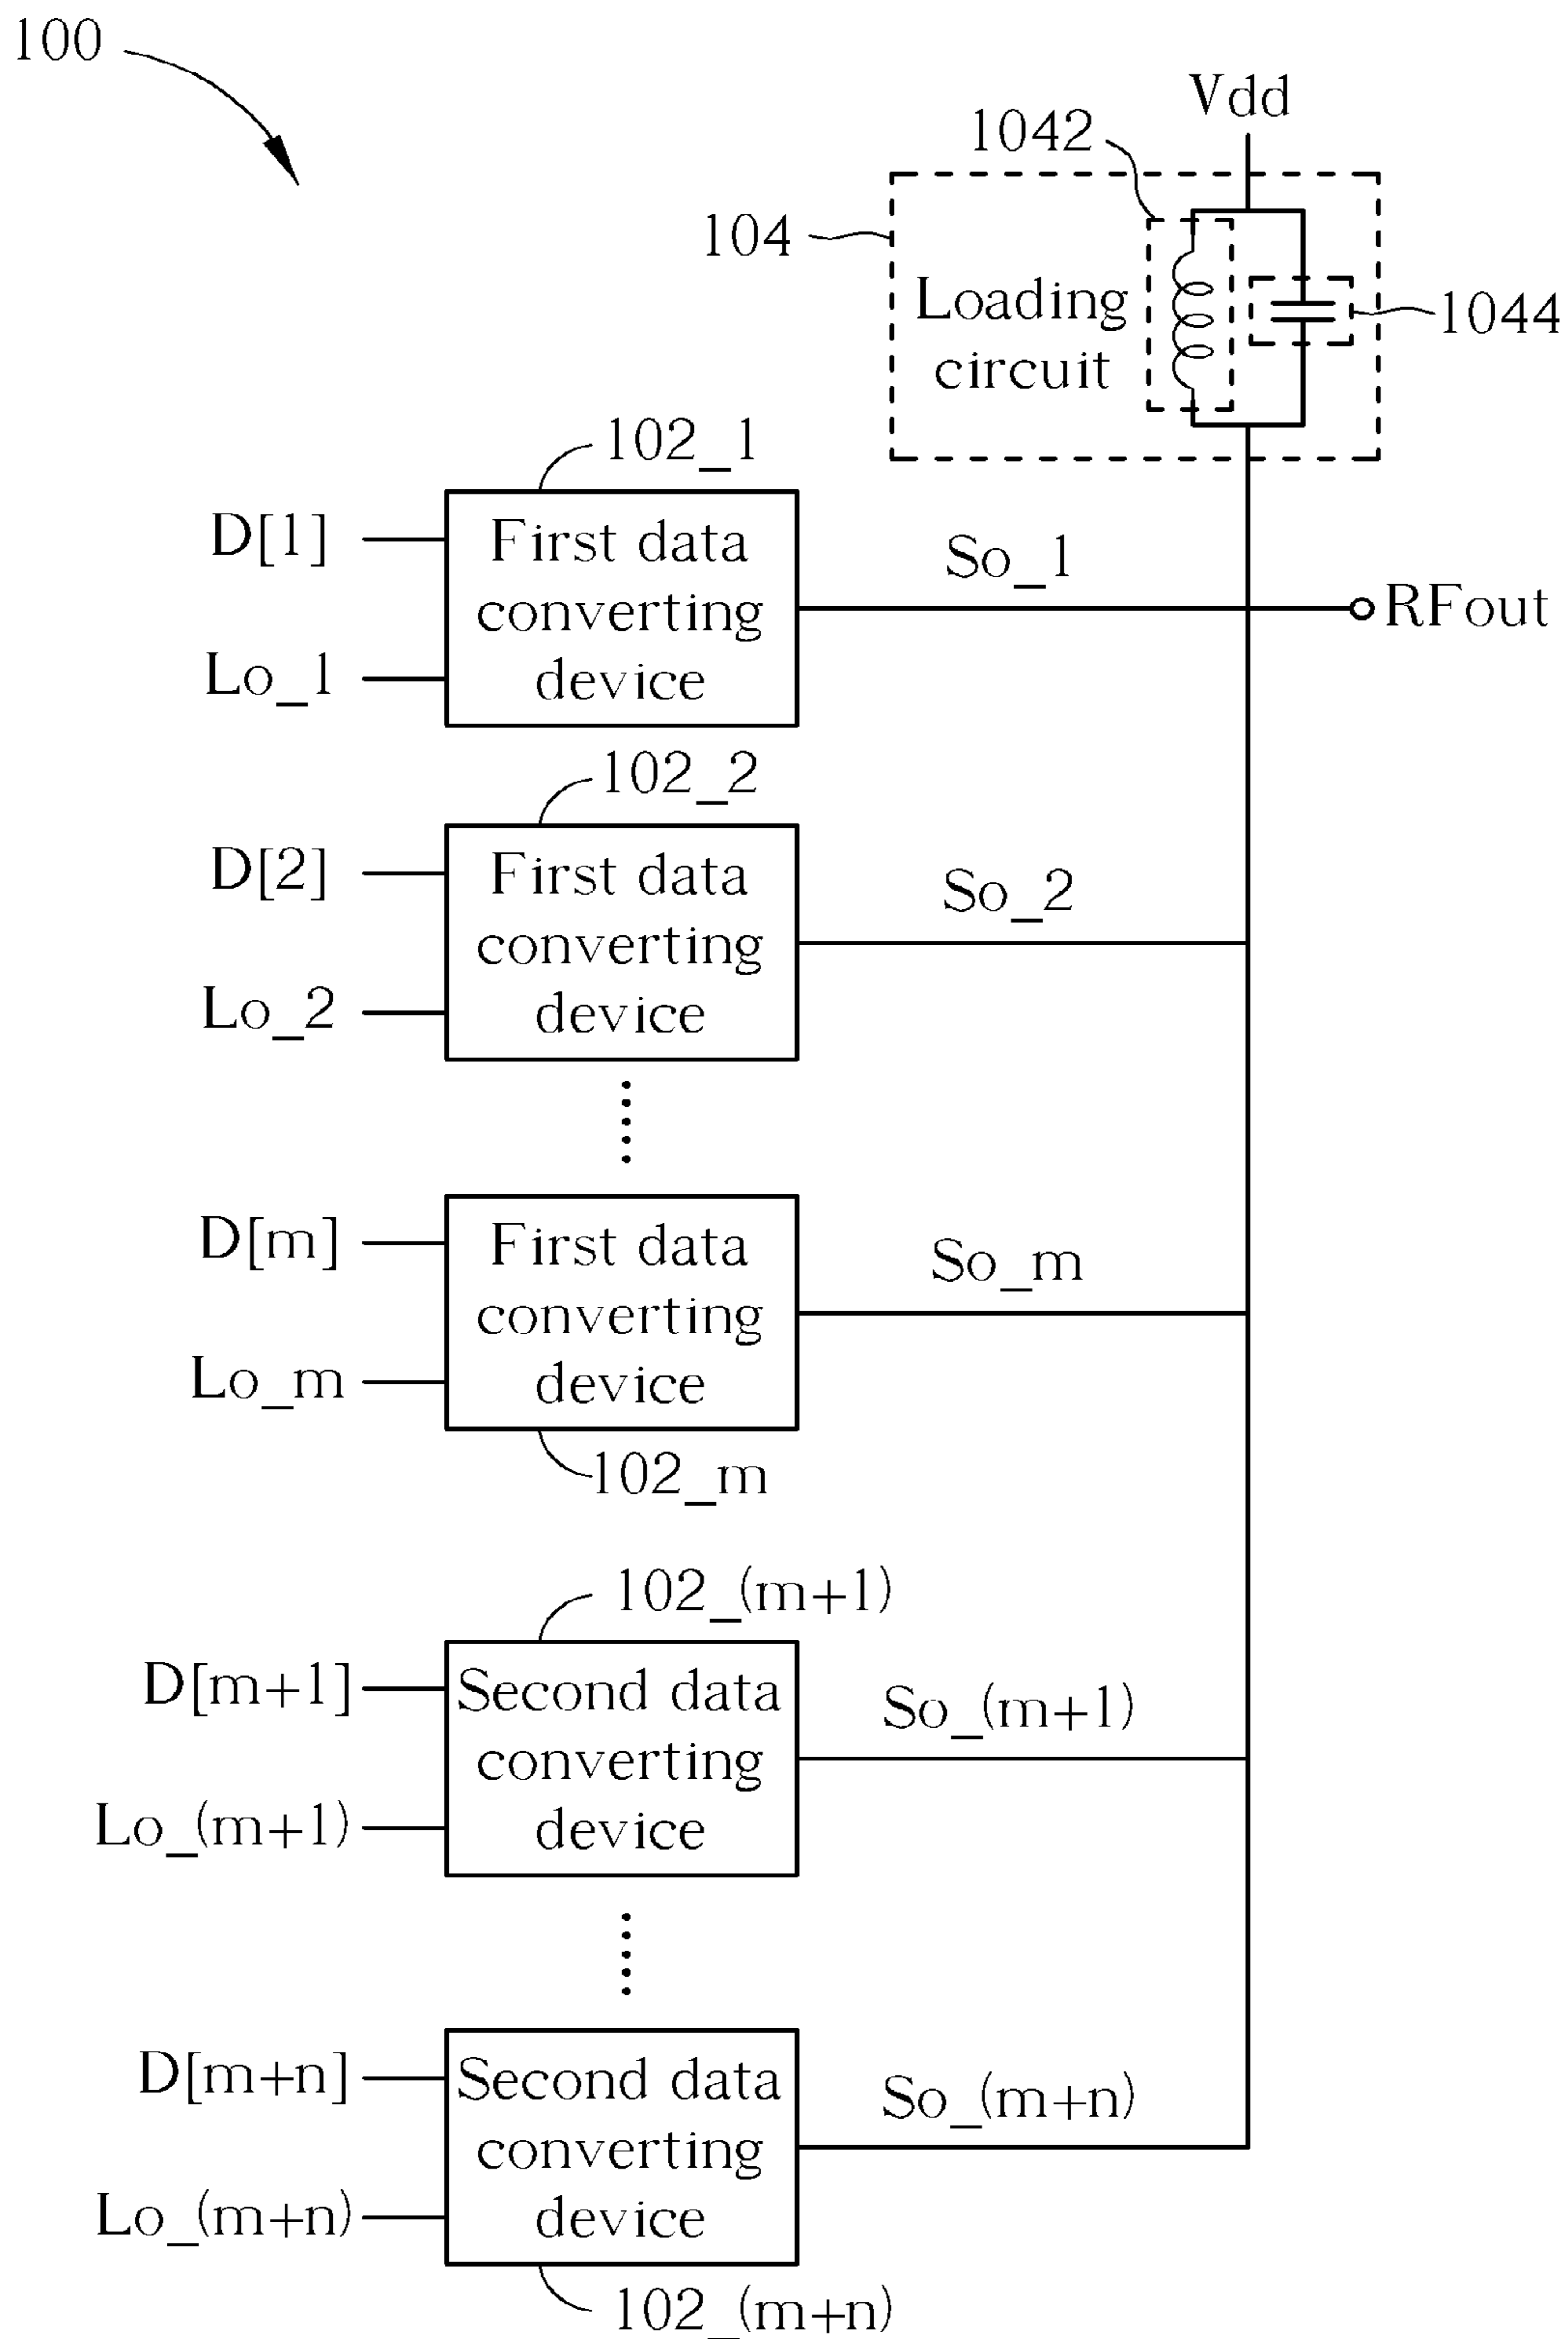 100
Vdd
1042
104
Loading
circuit
1044
102_1
D[1]
First data
converting
device
Lo_1
So_1
RFout
102_2
D[2]
First data
converting
device
Lo_2
So_2
D[m]
First data
converting
device
Lo_m
So_m
102_m
102_(m+1)
D[m+1]
Second data
converting
device
Lo_(m+1)
So_(m+1)
D[m+n]
Second data
converting
device
Lo_(m+n)
So_(m+n)
102_(m+n)